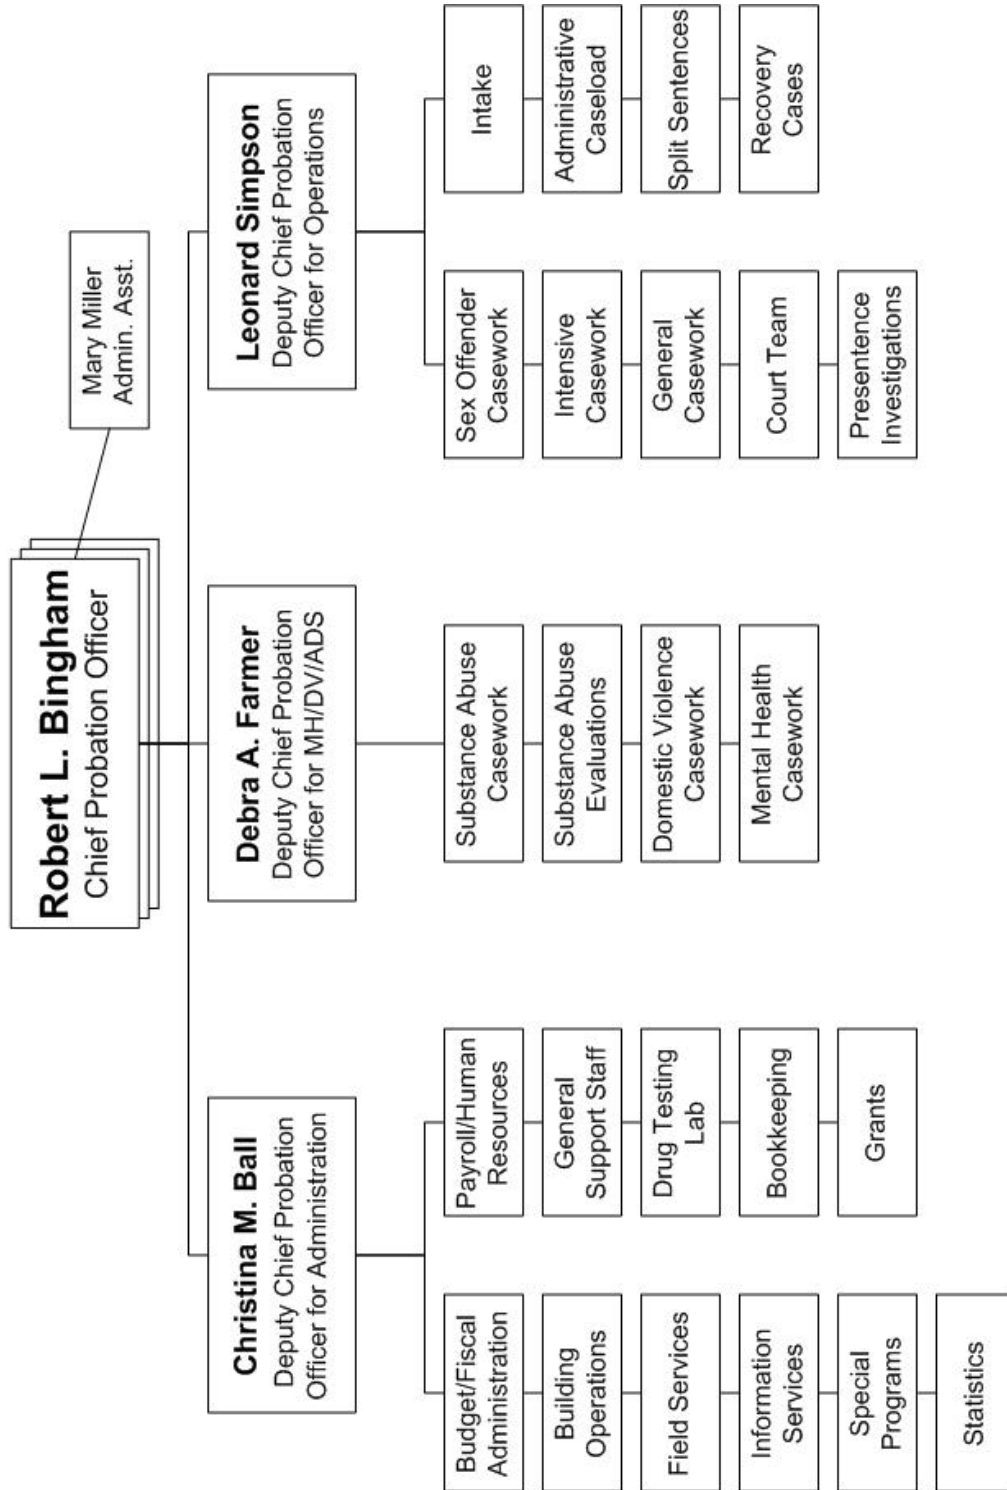 Robert L. Bingham
Chief Probation Officer
Mary Miller
Admin. Asst.
Christina M. Ball
Deputy Chief Probation
Officer for Administration
Debra A. Farmer
Deputy Chief Probation
Officer for MH/DV/ADS
Leonard Simpson
Deputy Chief Probation
Officer for Operations
Budget/Fiscal
Administration
Building
Operations
Field Services
Information
Services
Special
Programs
Statistics
Payroll/Human
Resources
General
Support Staff
Drug Testing
Lab
Bookkeeping
Grants
Substance Abuse
Casework
Substance Abuse
Evaluations
Domestic Violence
Casework
Mental Health
Casework
Sex Offender
Casework
Intensive
Casework
General
Casework
Court Team
Presentence
Investigations
Intake
Administrative
Caseload
Split Sentences
Recovery
Cases